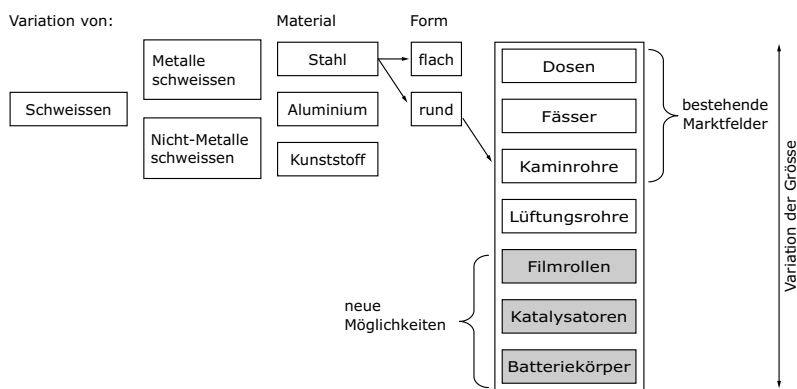 Variation von:
Material
Form
Schweissen
Metalle
schweissen
Nicht-Metalle
schweissen
Stahl
Aluminium
Kunststoff
flach
rund
Dosen
Fässer
Kaminrohre
Lüftungsrohre
Filmrollen
Katalysatoren
Batteriekörper
bestehende
Marktfelder
neue
Möglichkeiten
Variation der Grösse